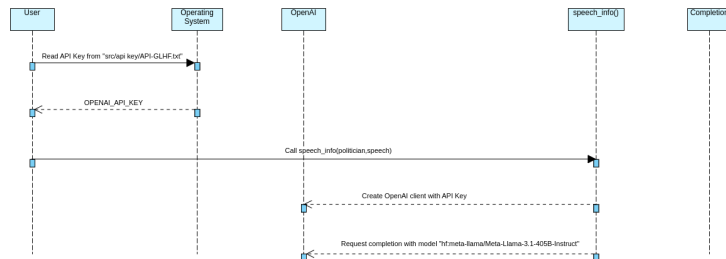 User
Operating
System
OpenAI
speech_info()
Completion
Read API Key from "src/api key/API-GLHF.txt"
OPENAI_API_KEY
Call speech_info(politician,speech)
Create OpenAI client with API Key
Request completion with model "hf:meta-llama/Meta-Llama-3.1-405B-Instruct"